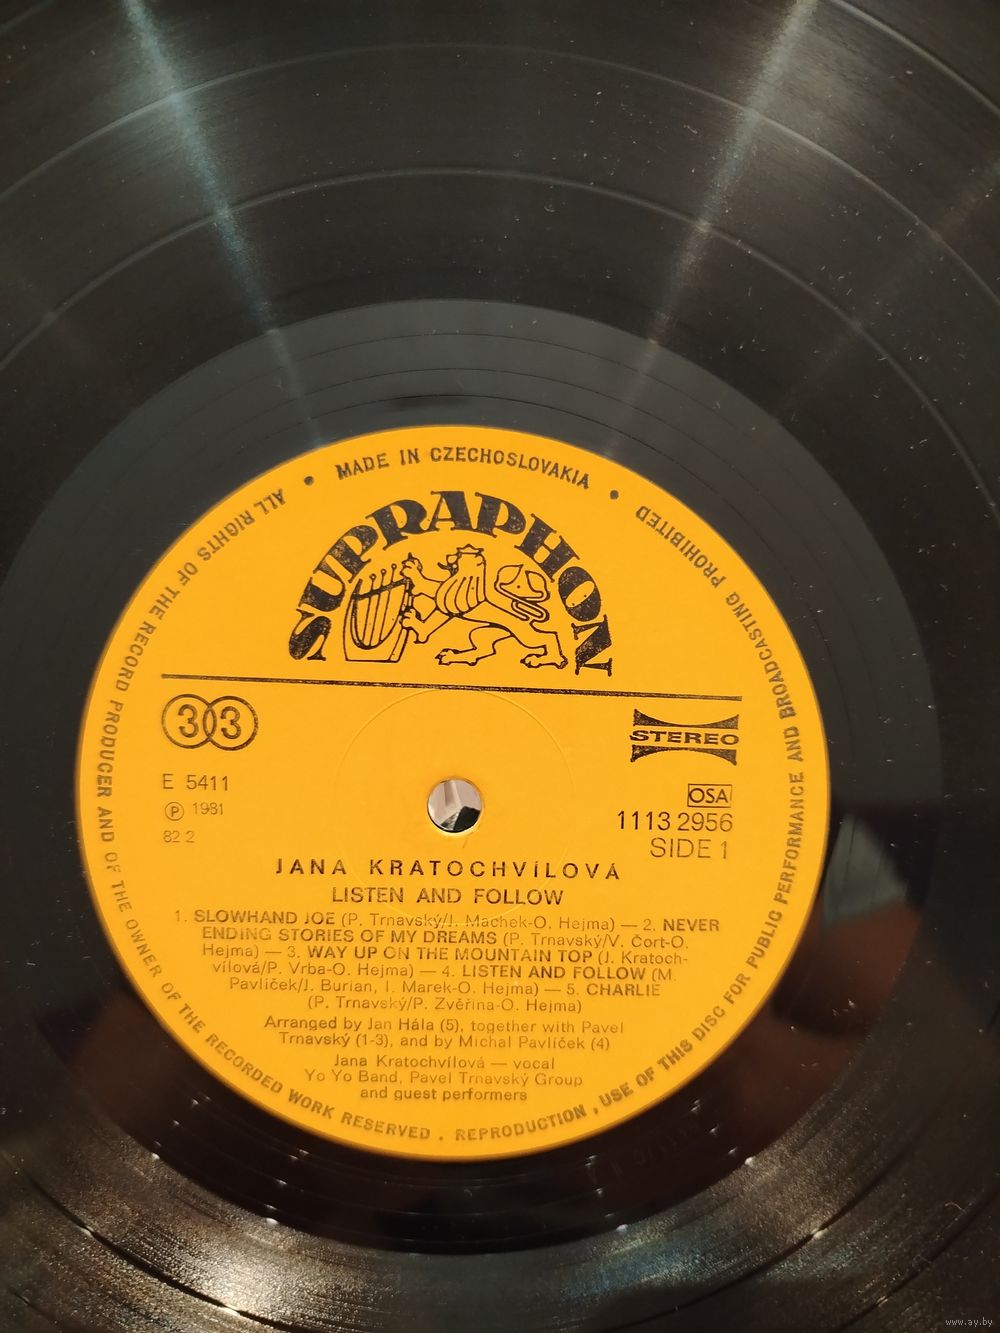 MADE IN CZECHOSLOVAKIA
ALL RIGHTS OF THE RECORD PRODUCER AND OF THE OWNER OF THE RECORDED WORK RESERVED . REPRODUCTION , USE OF THIS DISC FOR PUBLIC PERFORMANCE AND BROADCASTING PROHIBITED
SUPRAPHON
33
STEREO
E 5411
Ⓟ 1981
82 2
OSA
1113 2956
SIDE 1
JANA KRATOCHVÍLOVÁ
LISTEN AND FOLLOW
1. SLOWHAND JOE (P. Trnavský/J. Machek-O. Hejma) — 2. NEVER
ENDING STORIES OF MY DREAMS (P. Trnavský/V. Čort-O.
Hejma) — 3. WAY UP ON THE MOUNTAIN TOP (J. Kratoch-
vílová/P. Vrba-O. Hejma) — 4. LISTEN AND FOLLOW (M.
Pavlíček/J. Burian, I. Marek-O. Hejma) — 5. CHARLIE
(P. Trnavský/P. Zvěřina-O. Hejma)
Arranged by Jan Hála (5), together with Pavel
Trnavský (1-3), and by Michal Pavlíček (4)
Jana Kratochvílová — vocal
Yo Yo Band, Pavel Trnavský Group
and guest performers
www.ay.by